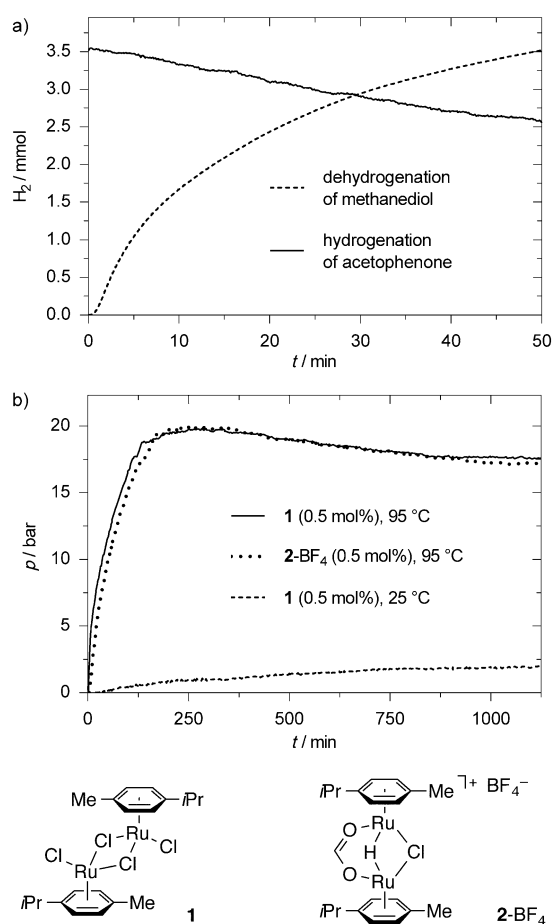 a)
3.5
3.0
2.5
2.0
1.5
1.0
0.5
0.0
H₂ / mmol
dehydrogenation
of methanediol
hydrogenation
of acetophenone
0 10 20 30 40 50
t / min
b)
20
15
10
5
2
0
p / bar
1 (0.5 mol%), 95 °C
2-BF₄ (0.5 mol%), 95 °C
1 (0.5 mol%), 25 °C
0 250 500 750 1000
t / min
Me iPr
Ru
Cl Cl
Cl Cl
Ru
iPr Me
1
iPr Me ⎤+ BF₄⁻
Ru
O H Cl
O
Ru
iPr Me
2-BF₄